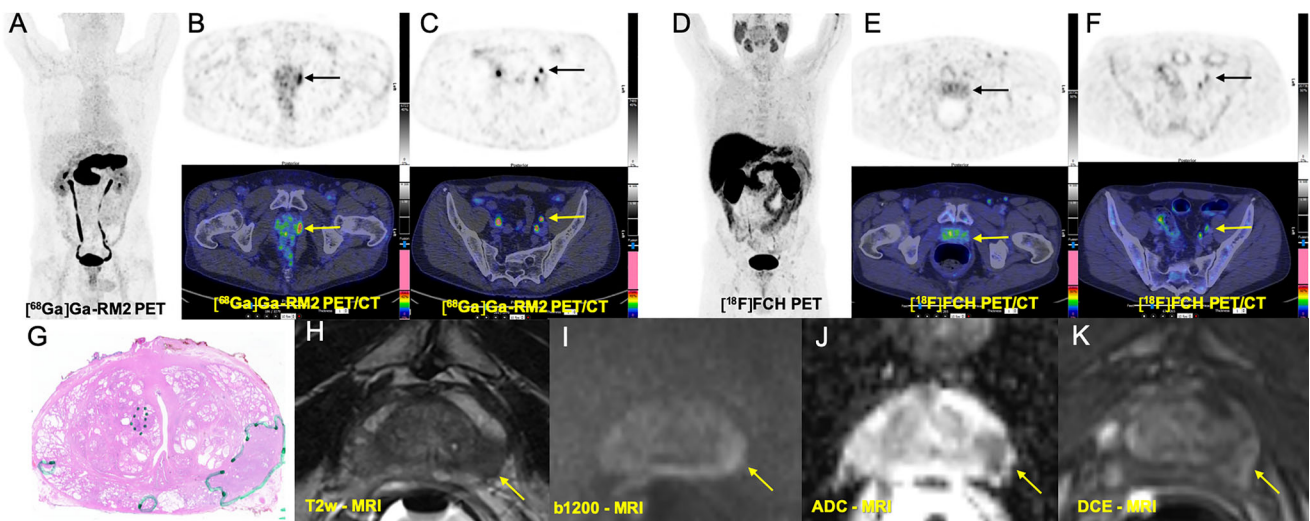 A
B
C
D
E
F
[⁶⁸Ga]Ga-RM2 PET
[⁶⁸Ga]Ga-RM2 PET/CT
[⁶⁸Ga]Ga-RM2 PET/CT
[¹⁸F]FCH PET
[¹⁸F]FCH PET/CT
[¹⁸F]FCH PET/CT
G
H
I
J
K
T2w - MRI
b1200 - MRI
ADC - MRI
DCE - MRI